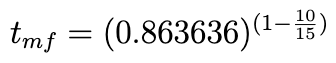 $t_{mf} = (0.863636)^{(1-\frac{10}{15})}$